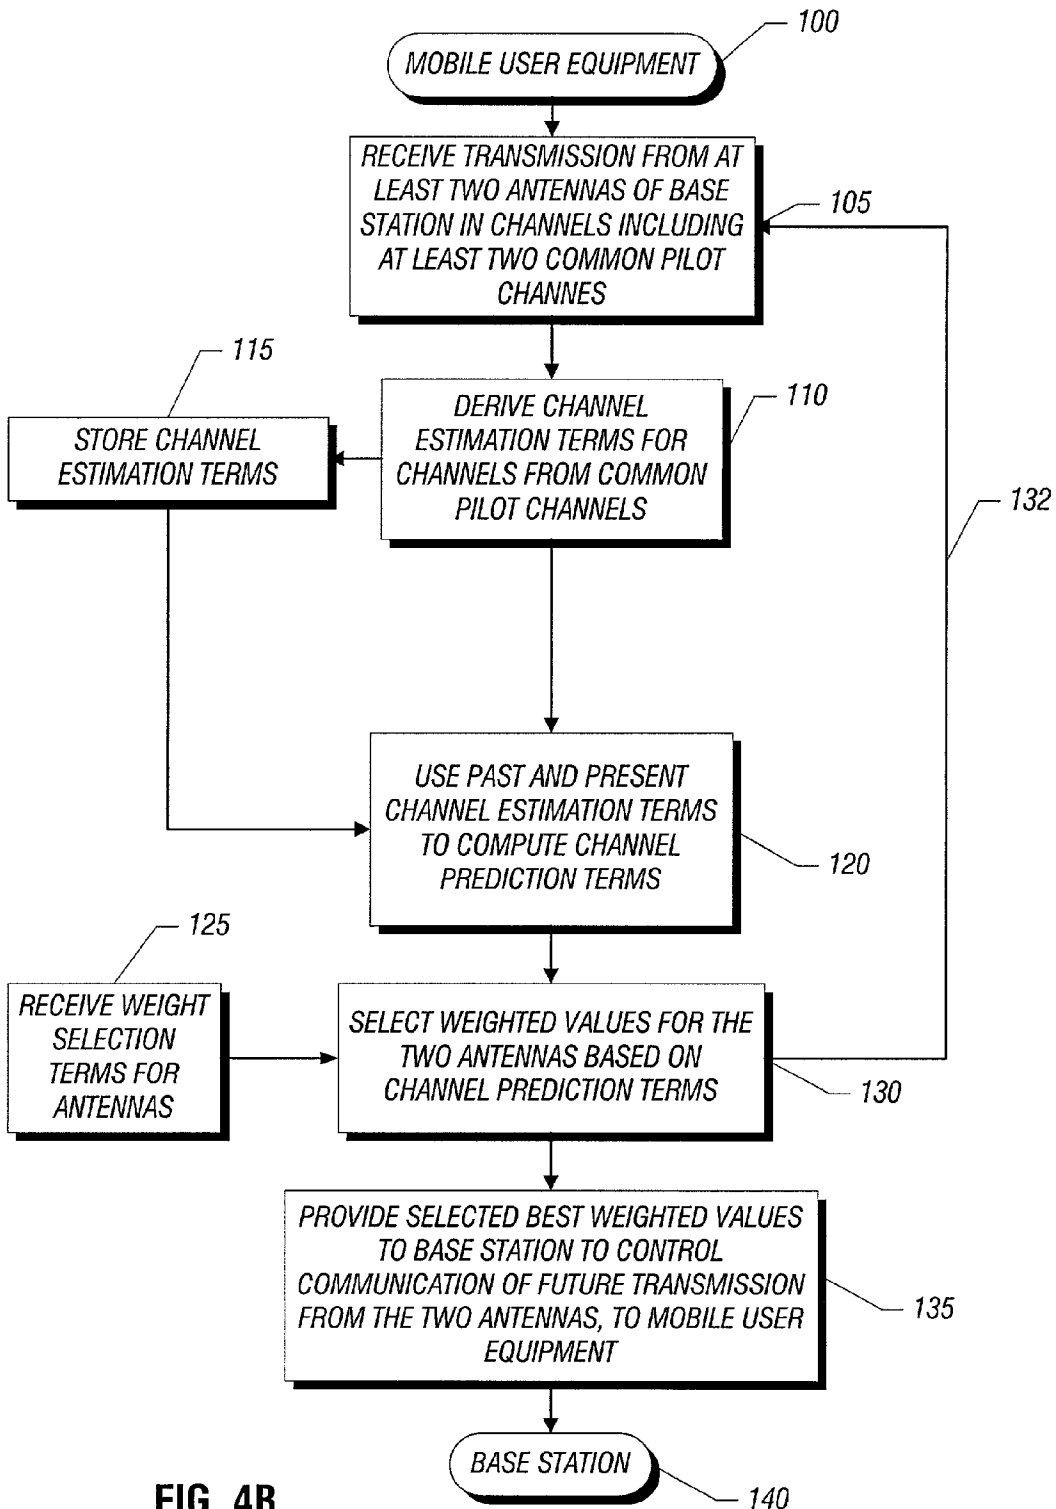 100
MOBILE USER EQUIPMENT
RECEIVE TRANSMISSION FROM AT
LEAST TWO ANTENNAS OF BASE
STATION IN CHANNELS INCLUDING
AT LEAST TWO COMMON PILOT
CHANNES
105
115
STORE CHANNEL
ESTIMATION TERMS
110
DERIVE CHANNEL
ESTIMATION TERMS FOR
CHANNELS FROM COMMON
PILOT CHANNELS
132
USE PAST AND PRESENT
CHANNEL ESTIMATION TERMS
TO COMPUTE CHANNEL
PREDICTION TERMS
120
125
RECEIVE WEIGHT
SELECTION
TERMS FOR
ANTENNAS
SELECT WEIGHTED VALUES FOR THE
TWO ANTENNAS BASED ON
CHANNEL PREDICTION TERMS
130
PROVIDE SELECTED BEST WEIGHTED VALUES
TO BASE STATION TO CONTROL
COMMUNICATION OF FUTURE TRANSMISSION
FROM THE TWO ANTENNAS, TO MOBILE USER
EQUIPMENT
135
BASE STATION
140
FIG. 4B